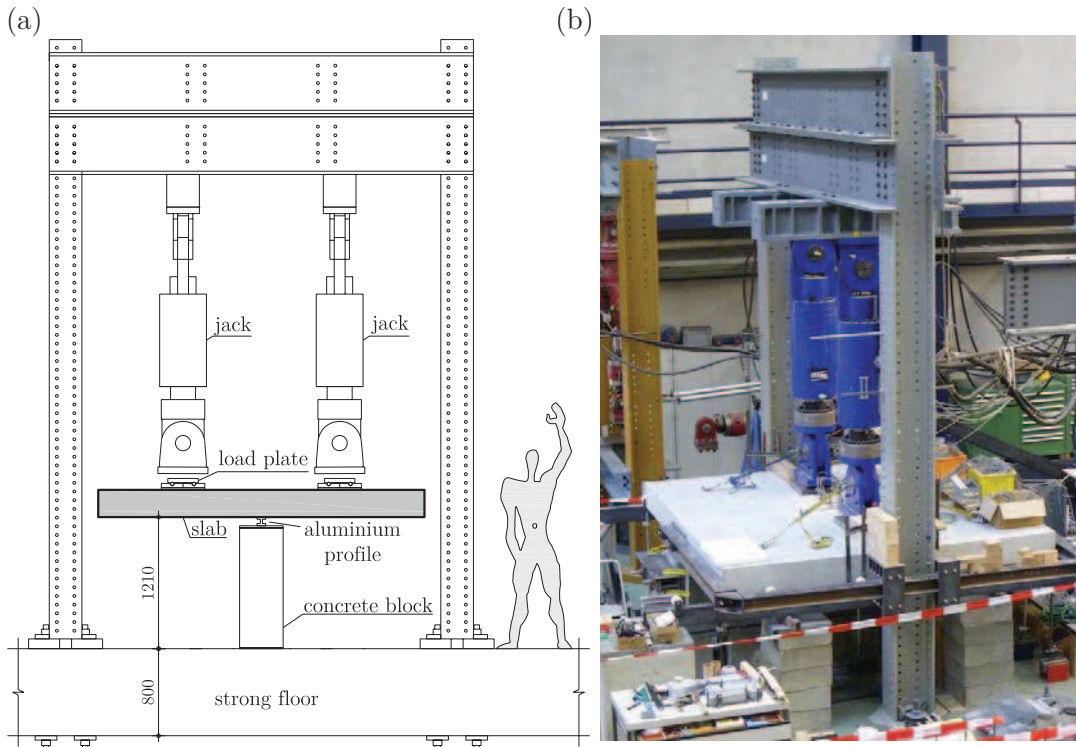 (a)
(b)
jack
jack
load plate
slab
aluminium
profile
1210
concrete block
800
strong floor